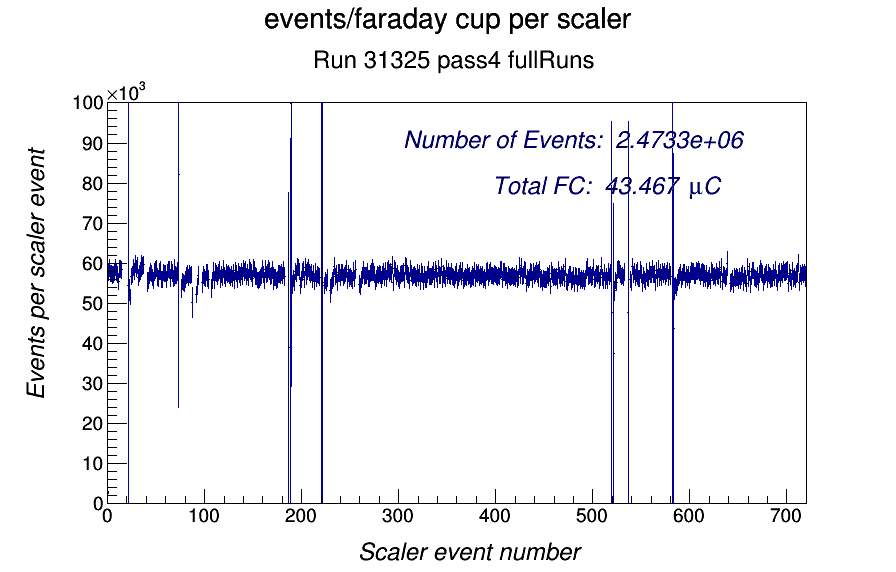 events/faraday cup per scaler
Run 31325 pass4 fullRuns
×10³
100
90
80
70
60
50
40
30
20
10
0
Events per scaler event
Number of Events: 2.4733e+06
Total FC: 43.467 μC
0 100 200 300 400 500 600 700
Scaler event number